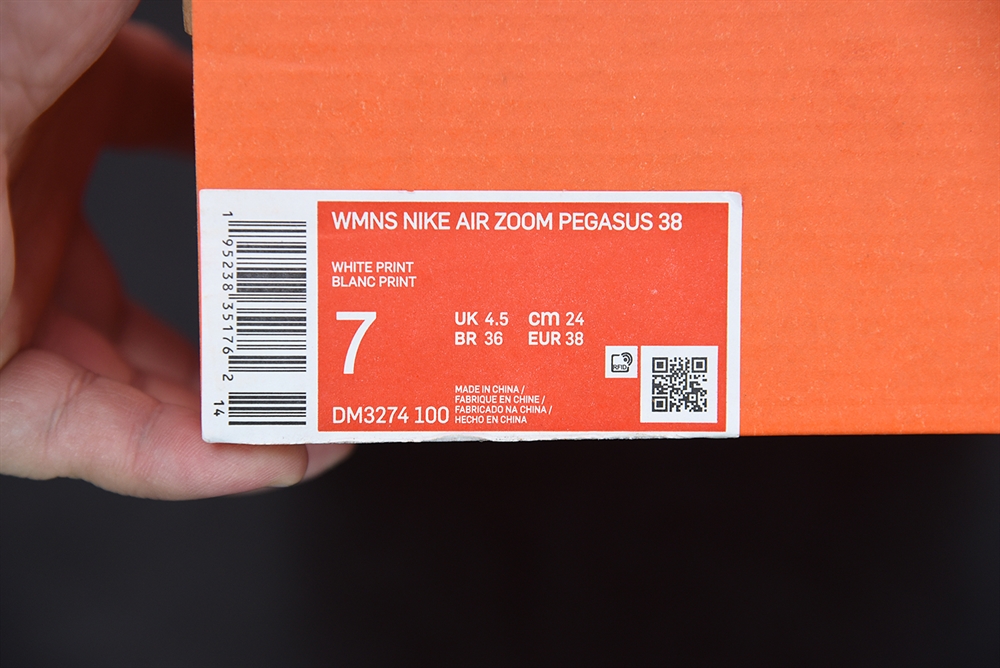 WMNS NIKE AIR ZOOM PEGASUS 38
WHITE PRINT
BLANC PRINT
7
UK 4.5 cm 24
BR 36 EUR 38
DM3274 100
MADE IN CHINA /
FABRIQUE EN CHINE /
FABRICADO NA CHINA /
HECHO EN CHINA
RFID
1 95238 35176 2
14